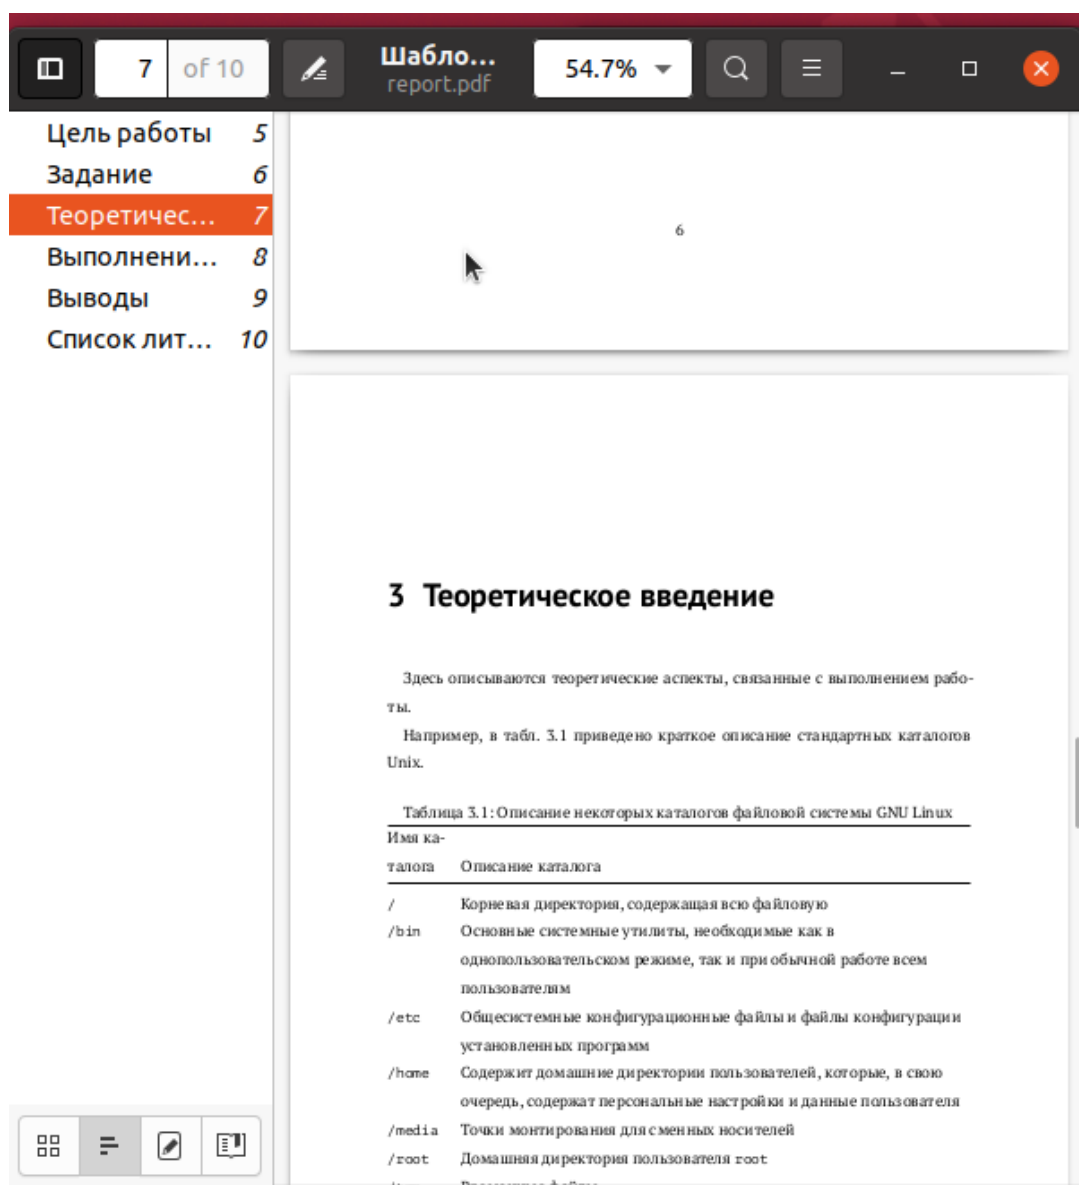 7 of 10
Шабло...
report.pdf
54.7%
Цель работы 5
Задание 6
Теоретичес... 7
Выполнени... 8
Выводы 9
Список лит... 10
6
3 Теоретическое введение
Здесь описываются теоретические аспекты, связанные с выполнением рабо-
ты.
Например, в табл. 3.1 приведено краткое описание стандартных каталогов
Unix.
Таблица 3.1: Описание некоторых каталогов файловой системы GNU Linux
Имя ка-
талога Описание каталога
/ Корневая директория, содержащая всю файловую
/bin Основные системные утилиты, необходимые как в
однопользовательском режиме, так и при обычной работе всем
пользователям
/etc Общесистемные конфигурационные файлы и файлы конфигурации
установленных программ
/home Содержит домашние директории пользователей, которые, в свою
очередь, содержат персональные настройки и данные пользователя
/media Точки монтирования для сменных носителей
/root Домашняя директория пользователя root